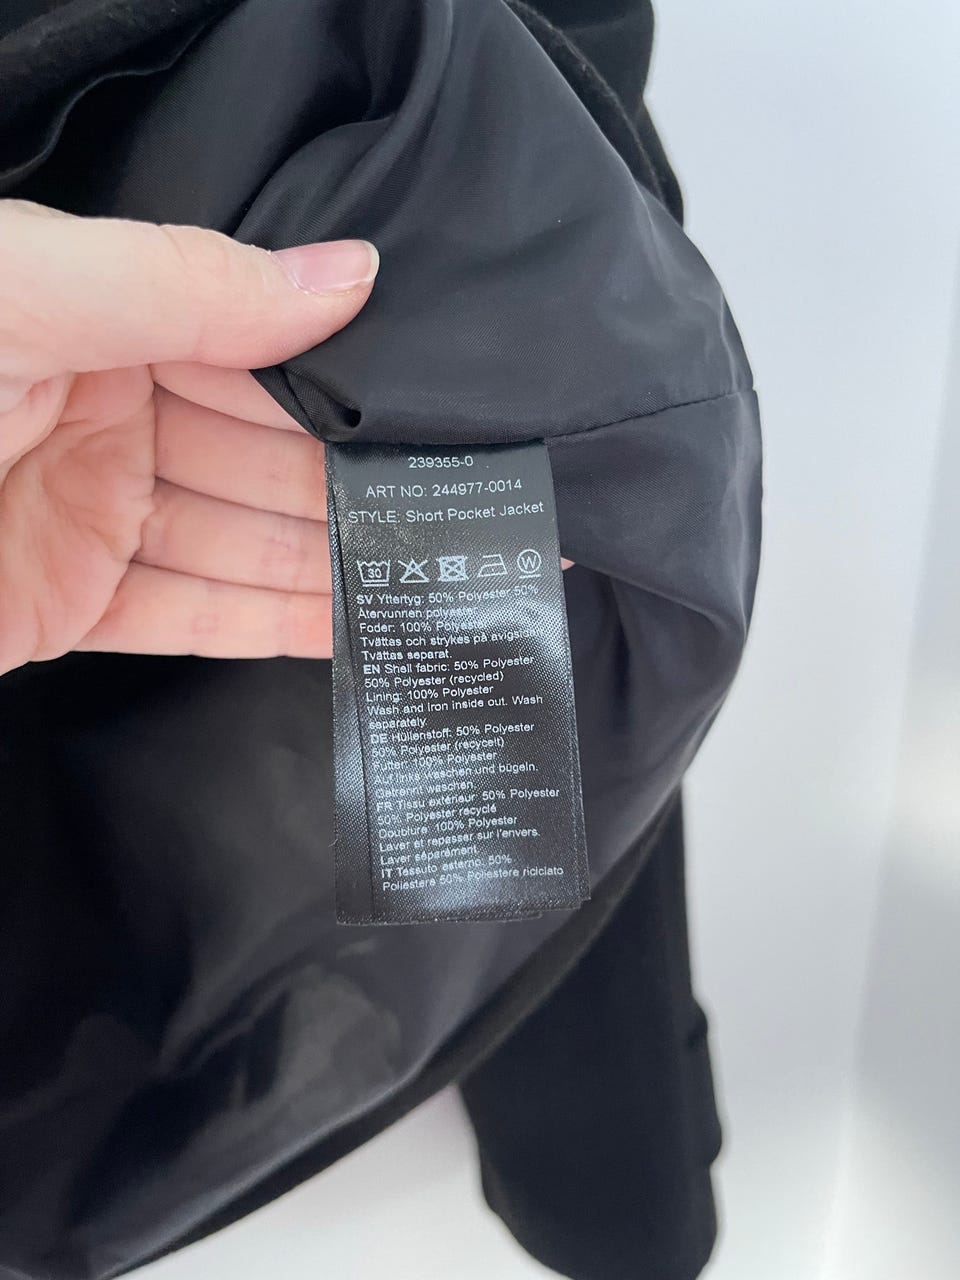 239355-0
ART NO: 244977-0014
STYLE: Short Pocket Jacket
30 W
SV Yttertyg: 50% Polyester 50%
Återvunnen polyester
Foder: 100% Polyester
Tvättas och strykes på avigsidan.
Tvättas separat.
EN Shell fabric: 50% Polyester
50% Polyester (recycled)
Lining: 100% Polyester
Wash and iron inside out. Wash
separately.
DE Hüllenstoff: 50% Polyester
50% Polyester (recycelt)
Futter: 100% Polyester
Auf links waschen und bügeln.
Getrennt waschen.
FR Tissu extérieur: 50% Polyester
50% Polyester recyclé
Doublure: 100% Polyester
Laver et repasser sur l'envers.
Laver séparément.
IT Tessuto esterno: 50%
Poliestere 50% Poliestere riciclato